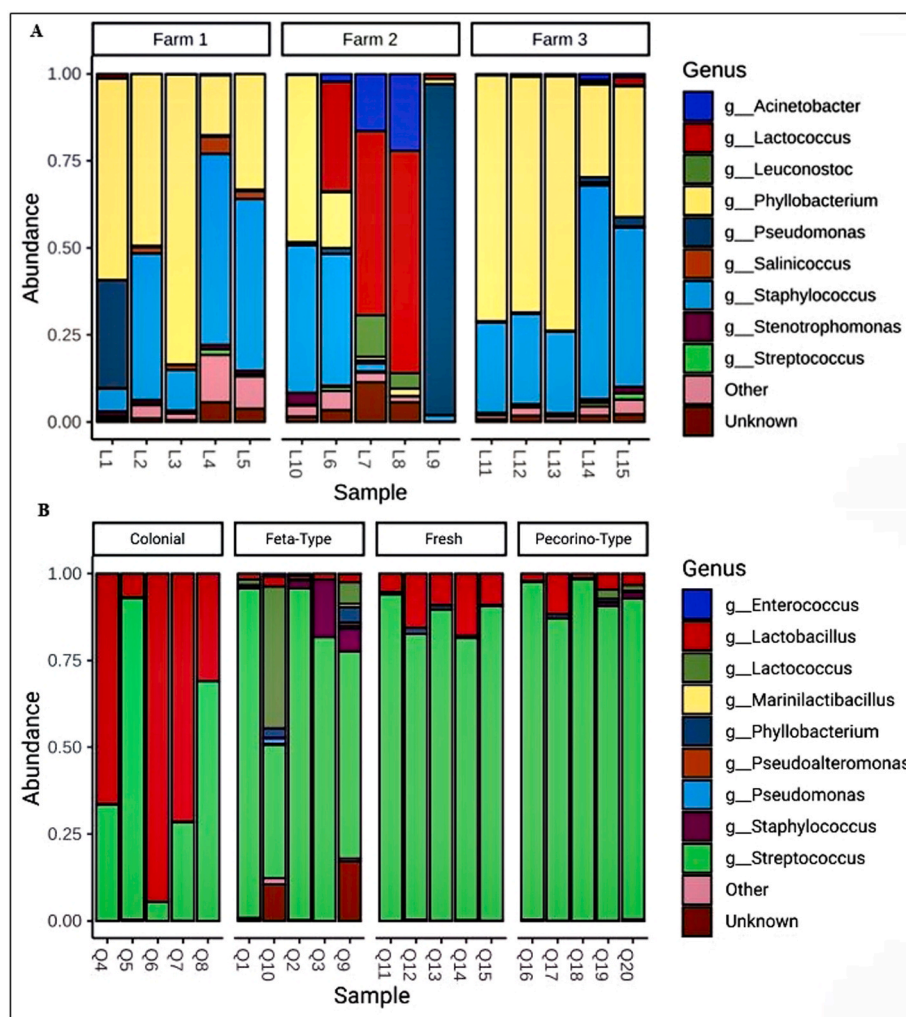 A
Farm 1
Farm 2
Farm 3
1.00
0.75
0.50
0.25
0.00
Abundance
L1
L2
L3
L4
L5
L10
L6
L7
L8
L9
L11
L12
L13
L14
L15
Sample
Genus
g__Acinetobacter
g__Lactococcus
g__Leuconostoc
g__Phyllobacterium
g__Pseudomonas
g__Salinicoccus
g__Staphylococcus
g__Stenotrophomonas
g__Streptococcus
Other
Unknown
B
Colonial
Feta-Type
Fresh
Pecorino-Type
1.00
0.75
0.50
0.25
0.00
Abundance
Q4
Q5
Q6
Q7
Q8
Q1
Q10
Q2
Q3
Q9
Q11
Q12
Q13
Q14
Q15
Q16
Q17
Q18
Q19
Q20
Sample
Genus
g__Enterococcus
g__Lactobacillus
g__Lactococcus
g__Marinilactibacillus
g__Phyllobacterium
g__Pseudoalteromonas
g__Pseudomonas
g__Staphylococcus
g__Streptococcus
Other
Unknown